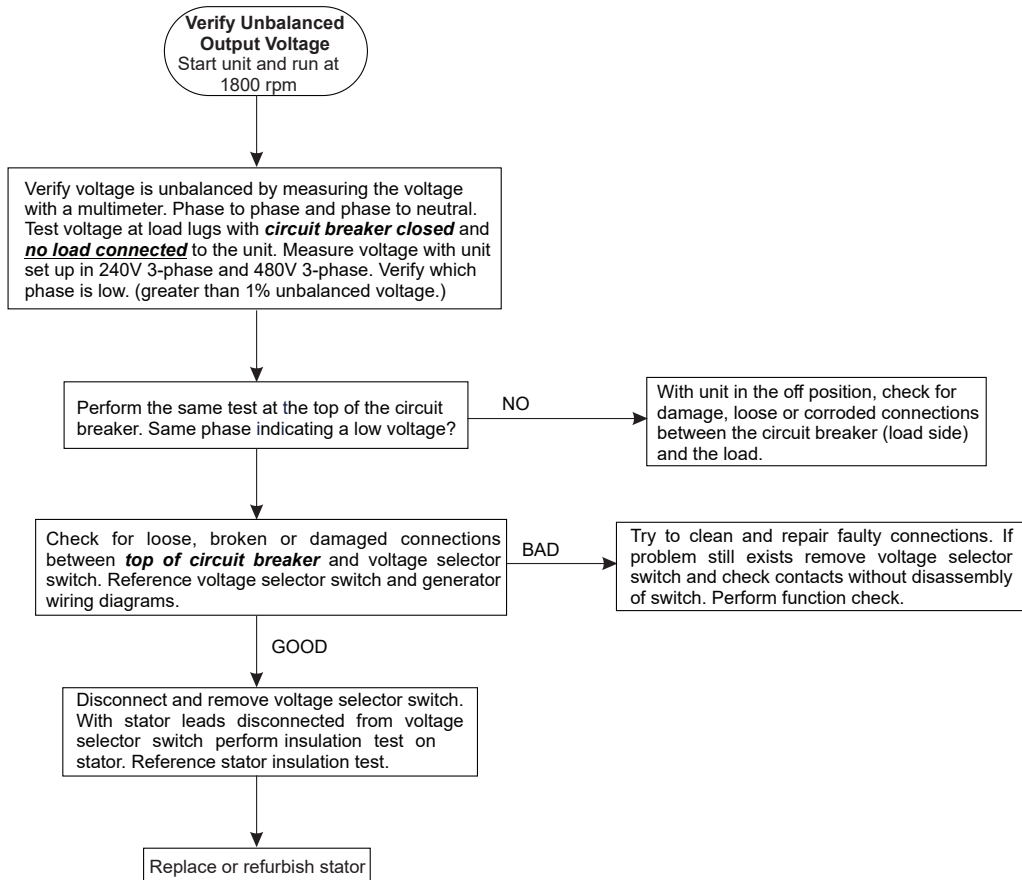 Verify Unbalanced
Output Voltage
Start unit and run at
1800 rpm
Verify voltage is unbalanced by measuring the voltage
with a multimeter. Phase to phase and phase to neutral.
Test voltage at load lugs with circuit breaker closed and
no load connected to the unit. Measure voltage with unit
set up in 240V 3-phase and 480V 3-phase. Verify which
phase is low. (greater than 1% unbalanced voltage.)
Perform the same test at the top of the circuit
breaker. Same phase indicating a low voltage?
NO
With unit in the off position, check for
damage, loose or corroded connections
between the circuit breaker (load side)
and the load.
Check for loose, broken or damaged connections
between top of circuit breaker and voltage selector
switch. Reference voltage selector switch and generator
wiring diagrams.
BAD
Try to clean and repair faulty connections. If
problem still exists remove voltage selector
switch and check contacts without disassembly
of switch. Perform function check.
GOOD
Disconnect and remove voltage selector switch.
With stator leads disconnected from voltage
selector switch perform insulation test on
stator. Reference stator insulation test.
Replace or refurbish stator